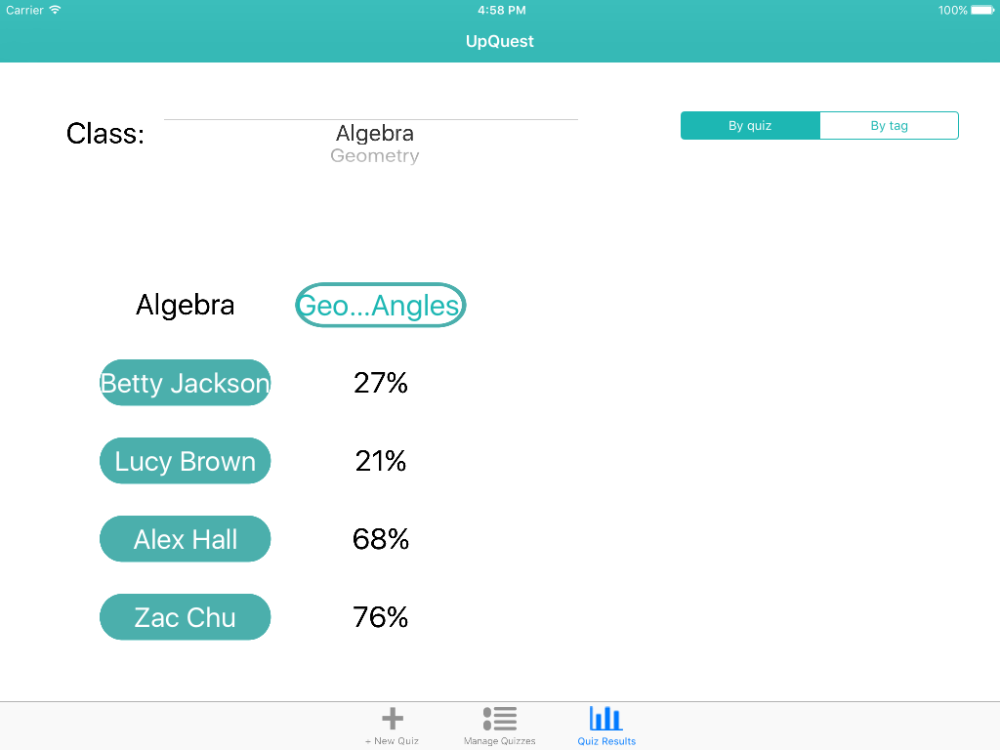 Carrier 4:58 PM 100%
UpQuest
Class:
Algebra
Geometry
By quiz By tag
Algebra Geo...Angles
Betty Jackson 27%
Lucy Brown 21%
Alex Hall 68%
Zac Chu 76%
+ New Quiz Manage Quizzes Quiz Results